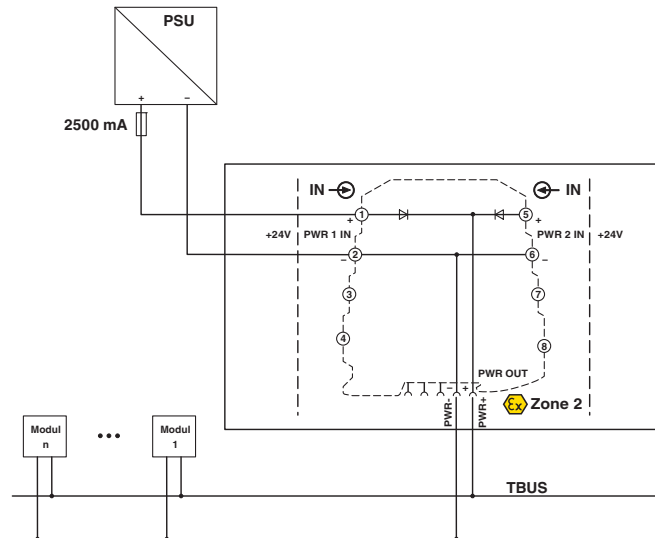 PSU
+ −
2500 mA
IN IN
1 5
+ +
+24V PWR 1 IN PWR 2 IN +24V
2 6
− −
3 7
4 8
PWR OUT
− +
PWR- PWR+
Ex Zone 2
Modul n
Modul 1
TBUS